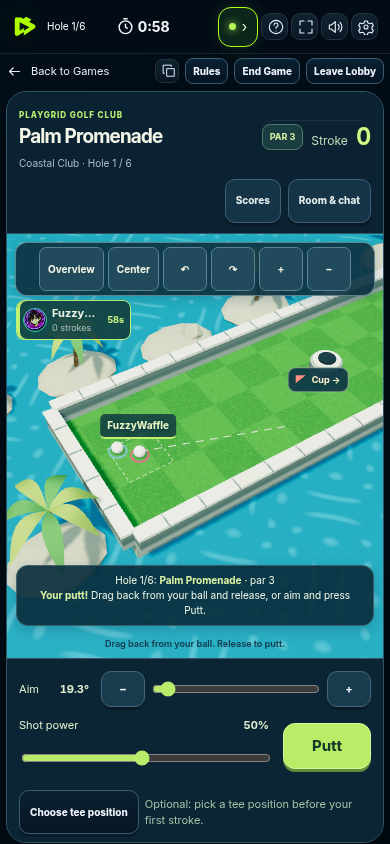 Hole 1/6
0:58
›
Back to Games
Rules
End Game
Leave Lobby
PLAYGRID GOLF CLUB
Palm Promenade
PAR 3
Stroke 0
Coastal Club · Hole 1 / 6
Scores
Room & chat
Overview
Center
↶
↷
+
−
Fuzzy...
0 strokes
58s
Cup →
FuzzyWaffle
Hole 1/6: Palm Promenade · par 3
Your putt! Drag back from your ball and release, or aim and press
Putt.
Drag back from your ball. Release to putt.
Aim
19.3°
−
+
Shot power
50%
Putt
Choose tee position
Optional: pick a tee position before your
first stroke.